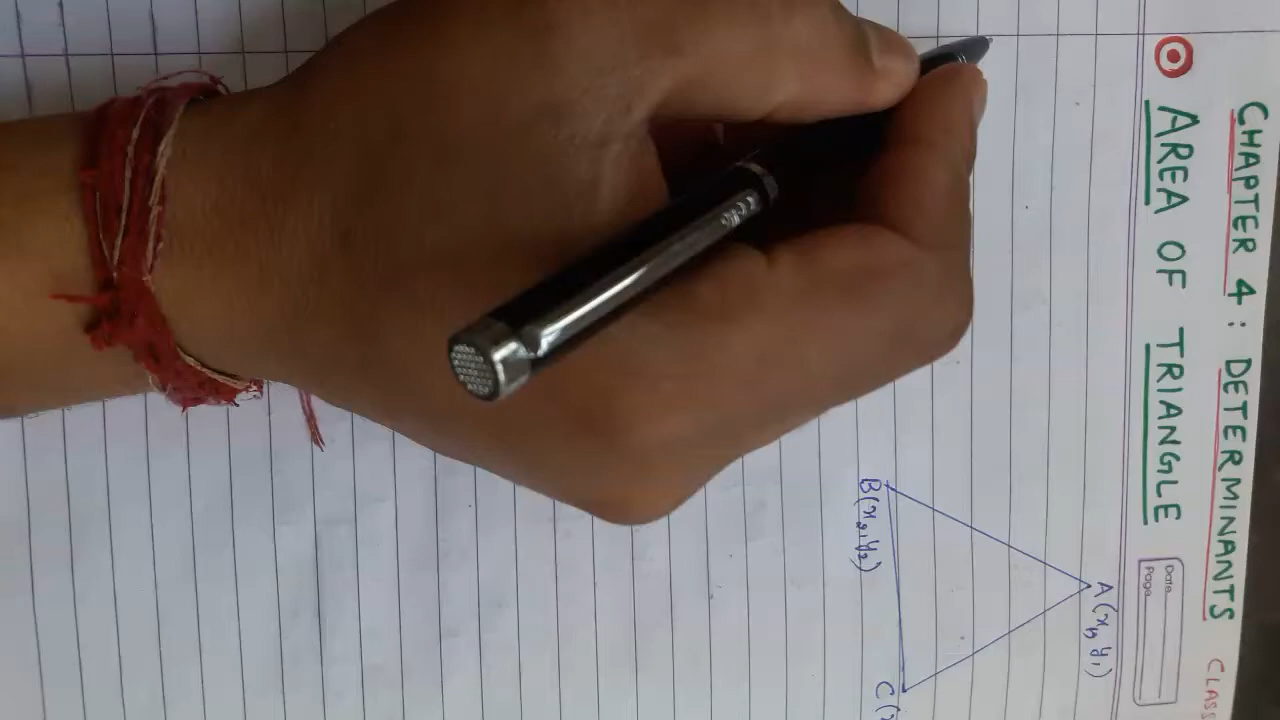 CHAPTER 4 : DETERMINANTS CLASS
AREA OF TRIANGLE
Date
Page
A(x₁, y₁)
B(x₂, y₂)
C(x